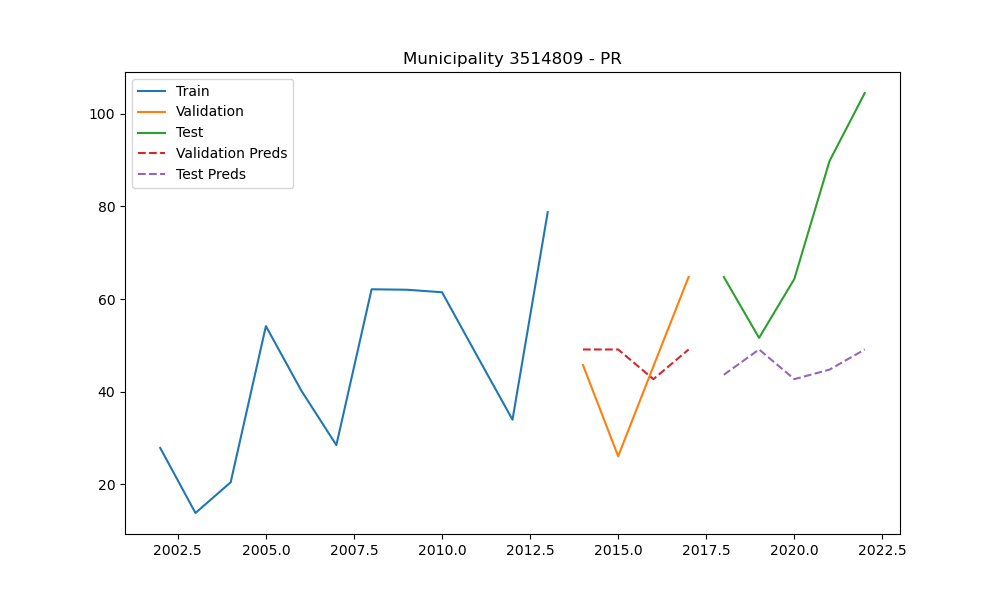 Municipality 3514809 - PR
Train
Validation
Test
Validation Preds
Test Preds
100
80
60
40
20
2002.5 2005.0 2007.5 2010.0 2012.5 2015.0 2017.5 2020.0 2022.5